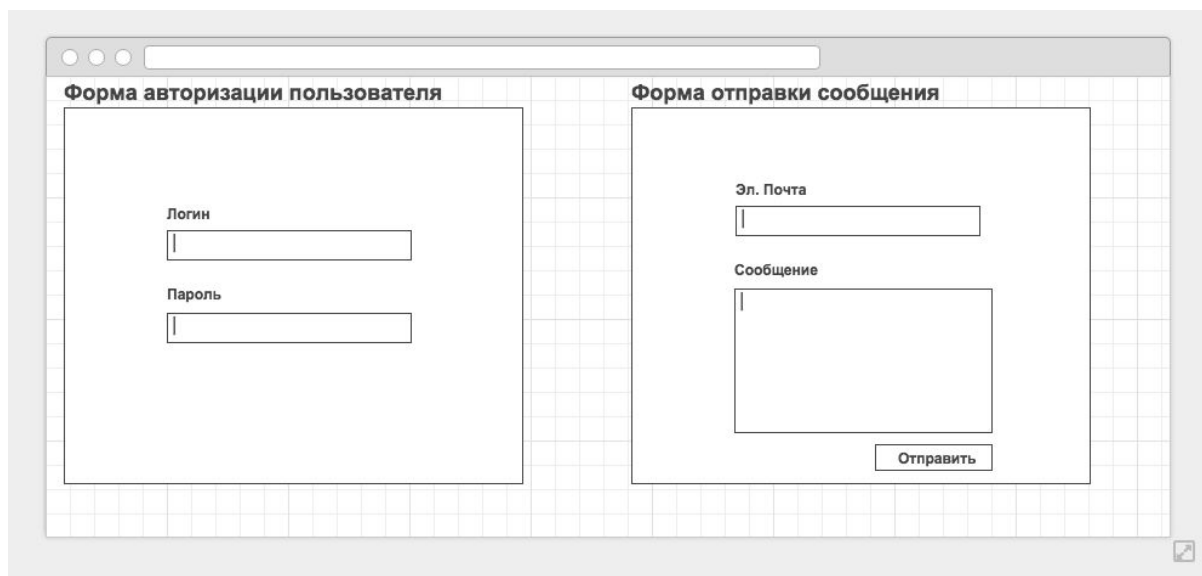 Форма авторизации пользователя
Логин
Пароль
Форма отправки сообщения
Эл. Почта
Сообщение
Отправить